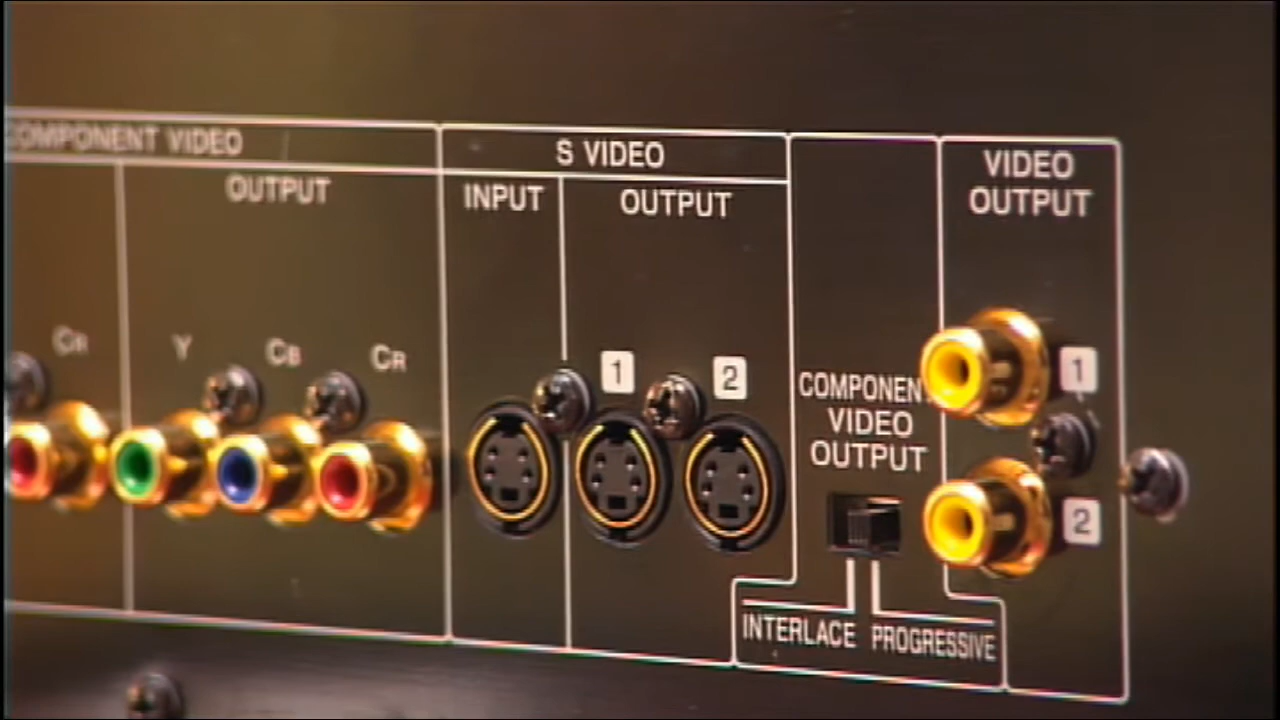 COMPONENT VIDEO
OUTPUT
CR
Y
CB
CR
S VIDEO
INPUT
OUTPUT
1
2
COMPONENT
VIDEO
OUTPUT
INTERLACE
PROGRESSIVE
VIDEO
OUTPUT
1
2